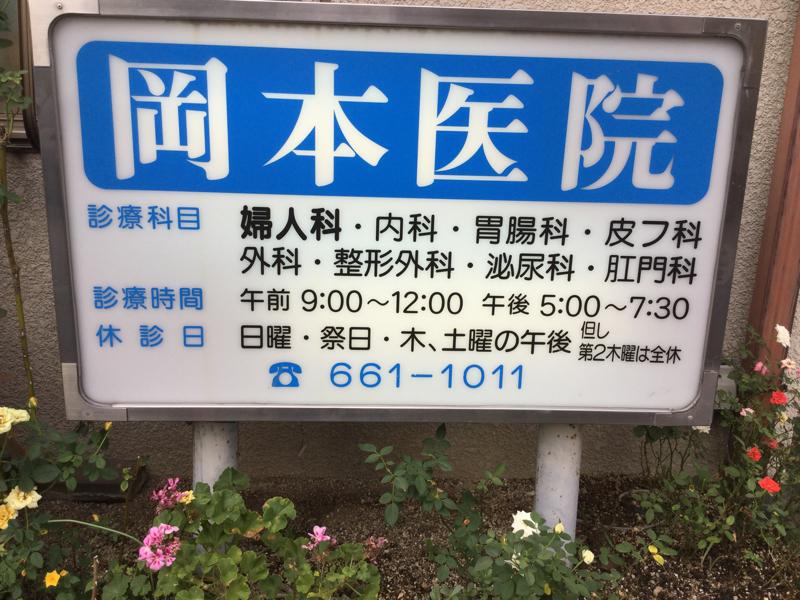 岡本医院
診療科目 婦人科・内科・胃腸科・皮フ科
外科・整形外科・泌尿科・肛門科
診療時間 午前 9:00〜12:00 午後 5:00〜7:30
休診日 日曜・祭日・木、土曜の午後 但し
第2木曜は全休
☎ 661-1011